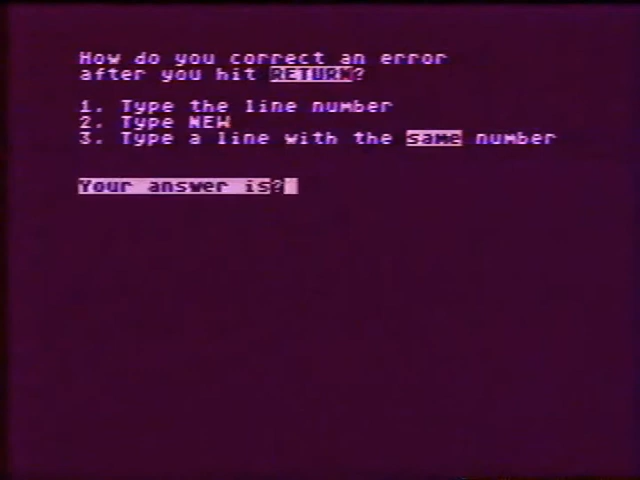 How do you correct an error
after you hit RETURN?
1. Type the line number
2. Type NEW
3. Type a line with the same number
Your answer is?